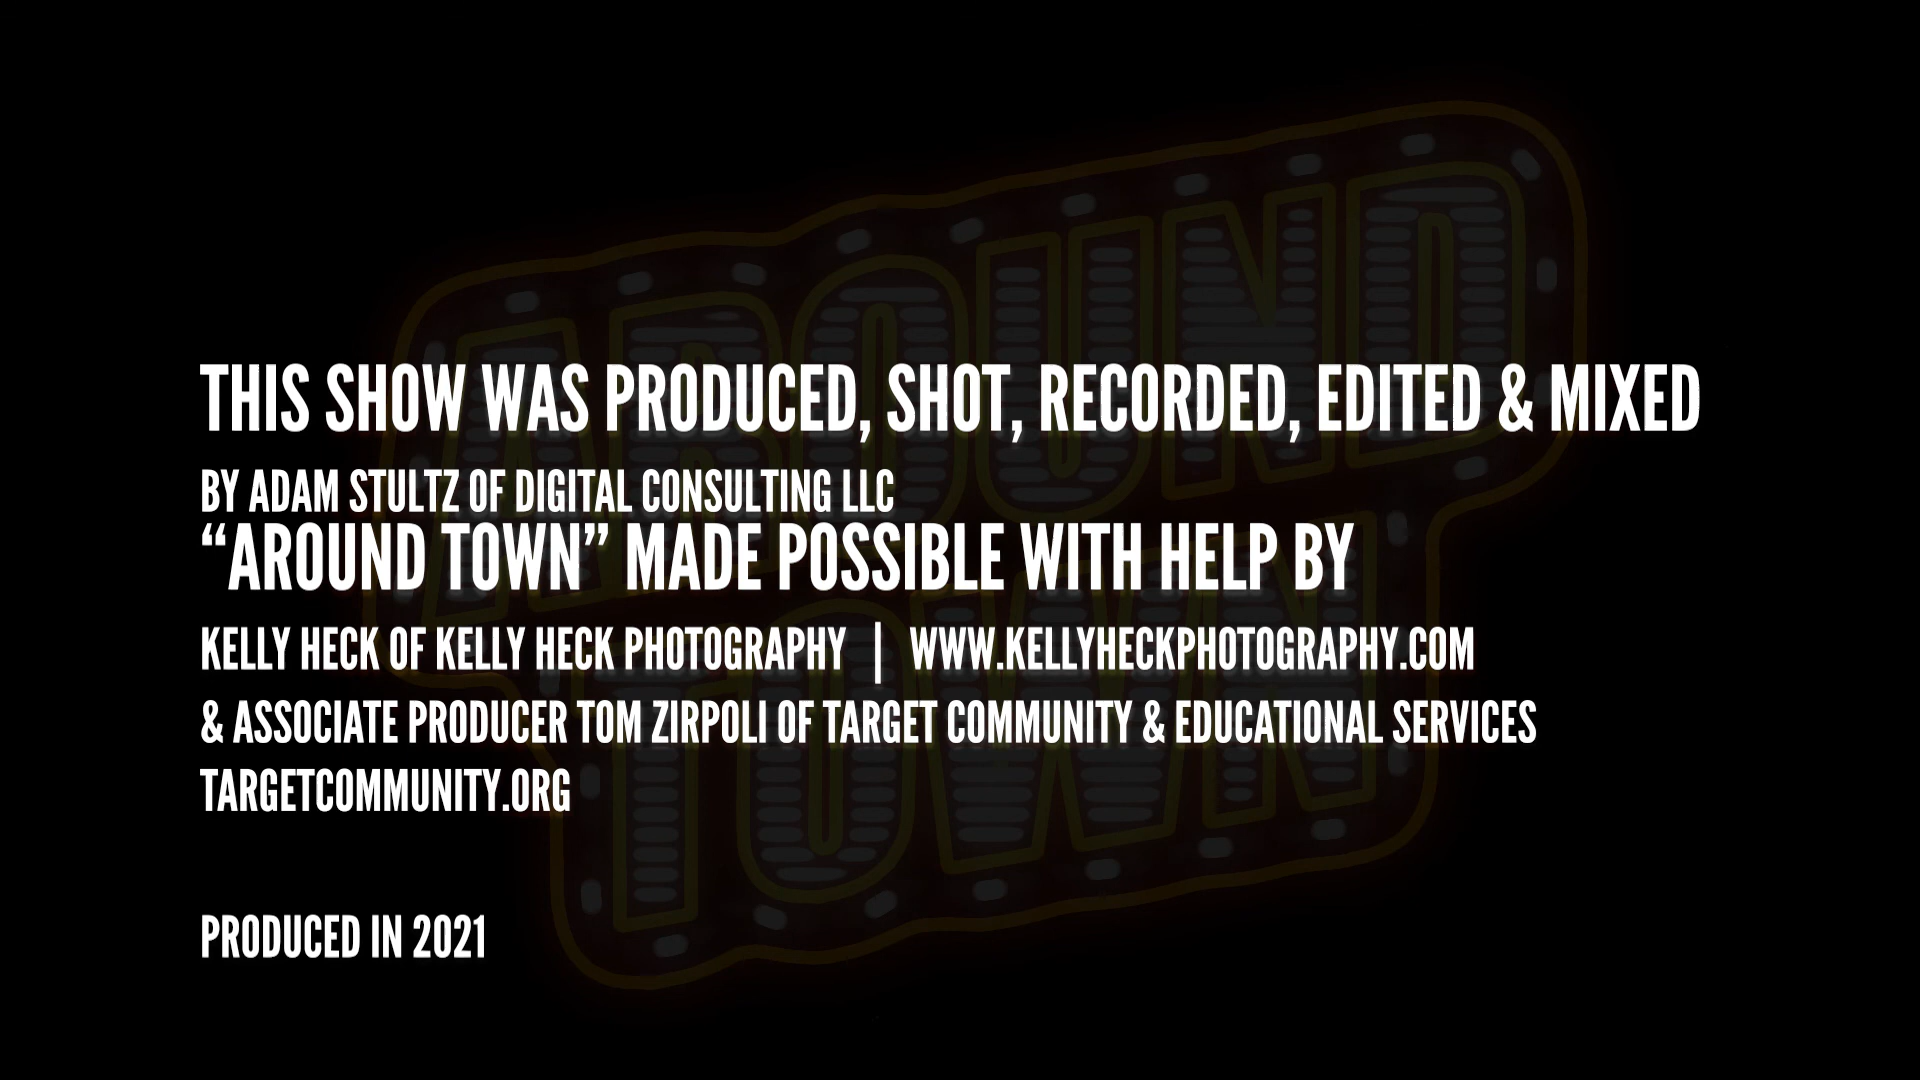 AROUND
TOWN
THIS SHOW WAS PRODUCED, SHOT, RECORDED, EDITED & MIXED
BY ADAM STULTZ OF DIGITAL CONSULTING LLC
“AROUND TOWN” MADE POSSIBLE WITH HELP BY
KELLY HECK OF KELLY HECK PHOTOGRAPHY | WWW.KELLYHECKPHOTOGRAPHY.COM
& ASSOCIATE PRODUCER TOM ZIRPOLI OF TARGET COMMUNITY & EDUCATIONAL SERVICES
TARGETCOMMUNITY.ORG
PRODUCED IN 2021